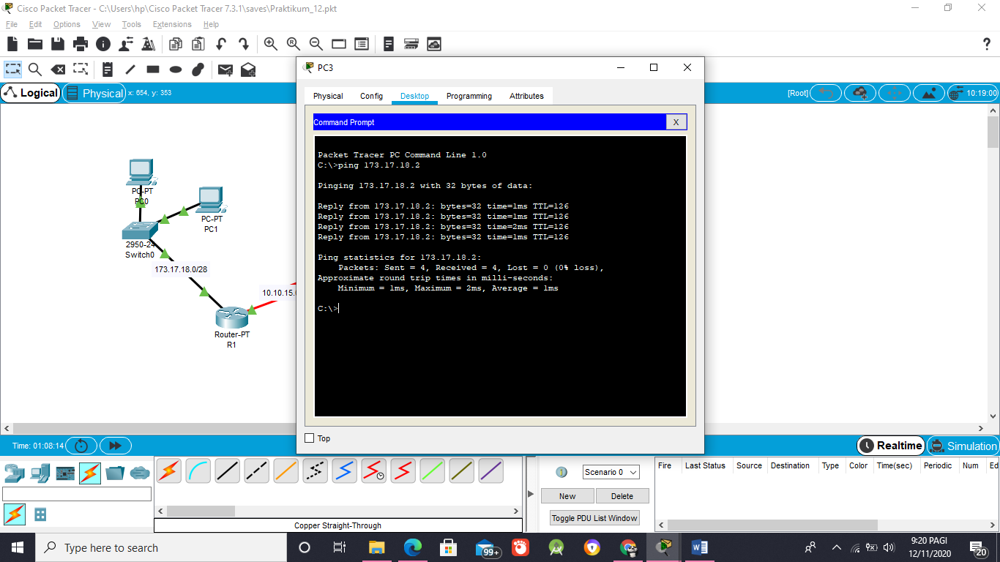 Cisco Packet Tracer - C:\Users\hp\Cisco Packet Tracer 7.3.1\saves\Praktikum_12.pkt
File Edit Options View Tools Extensions Help
?
Logical Physical x: 654, y: 353 [Root] 10:19:00
PC-PT
PC0
PC-PT
PC1
2950-24
Switch0
173.17.18.0/28
10.10.15.
Router-PT
R1
PC3
Physical Config Desktop Programming Attributes
Command Prompt X
Packet Tracer PC Command Line 1.0
C:\>ping 173.17.18.2
Pinging 173.17.18.2 with 32 bytes of data:
Reply from 173.17.18.2: bytes=32 time=1ms TTL=126
Reply from 173.17.18.2: bytes=32 time=1ms TTL=126
Reply from 173.17.18.2: bytes=32 time=2ms TTL=126
Reply from 173.17.18.2: bytes=32 time=1ms TTL=126
Ping statistics for 173.17.18.2:
Packets: Sent = 4, Received = 4, Lost = 0 (0% loss),
Approximate round trip times in milli-seconds:
Minimum = 1ms, Maximum = 2ms, Average = 1ms
C:\>
Top
Time: 01:08:14 Realtime Simulation
Scenario 0
New Delete
Toggle PDU List Window
Fire Last Status Source Destination Type Color Time(sec) Periodic Num Ed
Copper Straight-Through
Type here to search
99+
9:20 PAGI
12/11/2020
20